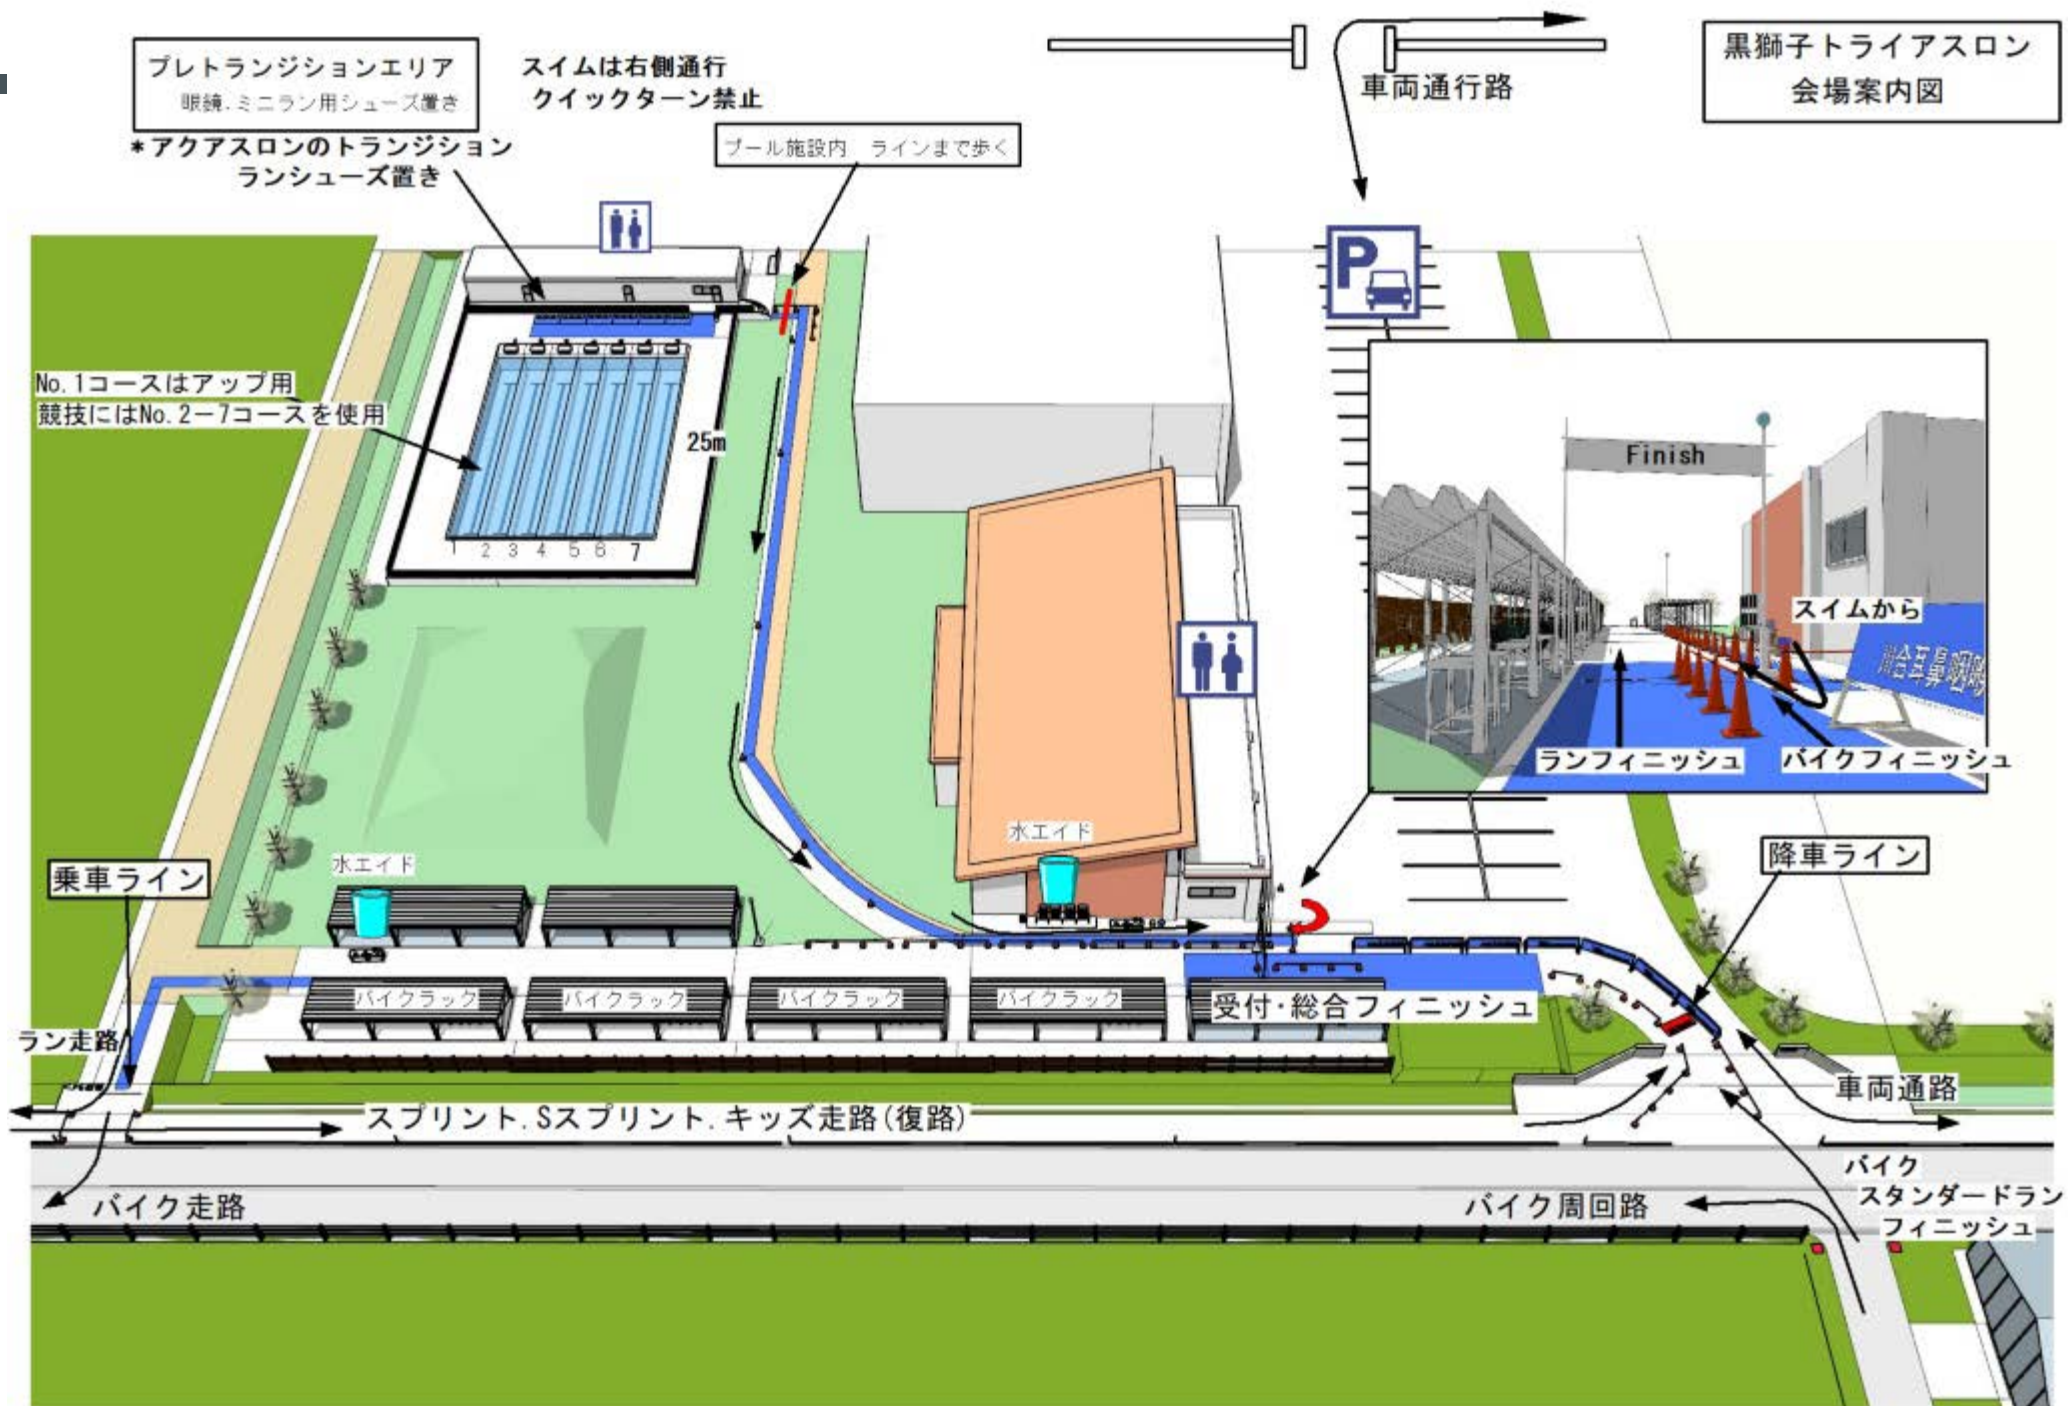 プレトランジションエリア
眼鏡.ミニラン用シューズ置き
*アクアスロンのトランジション
ランシューズ置き
スイムは右側通行
クイックターン禁止
プール施設内 ラインまで歩く
車両通行路
黒獅子トライアスロン
会場案内図
P
No.1コースはアップ用
競技にはNo.2-7コースを使用
25m
1 2 3 4 5 6 7
Finish
スイムから
川合耳鼻咽喉
ランフィニッシュ
バイクフィニッシュ
水エイド
水エイド
乗車ライン
降車ライン
バイクラック
バイクラック
バイクラック
バイクラック
受付・総合フィニッシュ
ラン走路
車両通路
スプリント.Sスプリント.キッズ走路(復路)
バイク走路
バイク周回路
バイク
スタンダードラン
フィニッシュ